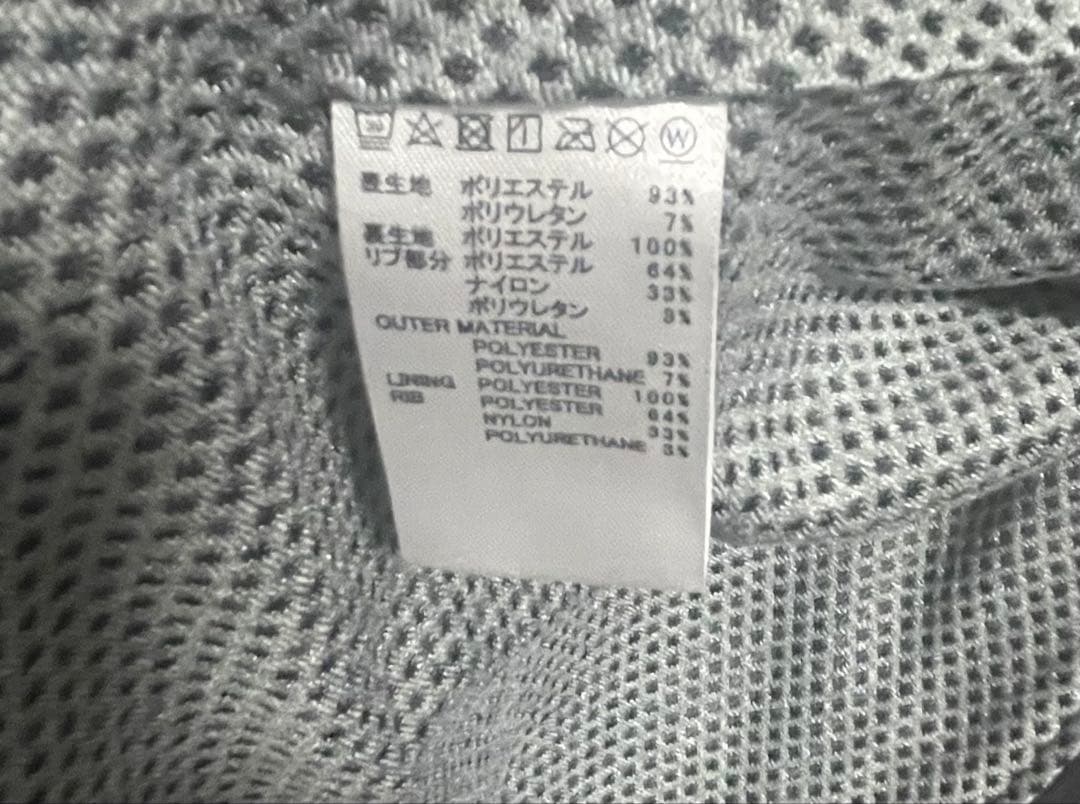 表生地 ポリエステル 93%
ポリウレタン 7%
裏生地 ポリエステル 100%
リブ部分 ポリエステル 64%
ナイロン 33%
ポリウレタン 3%
OUTER MATERIAL
POLYESTER 93%
POLYURETHANE 7%
LINING POLYESTER 100%
RIB POLYESTER 64%
NYLON 33%
POLYURETHANE 3%